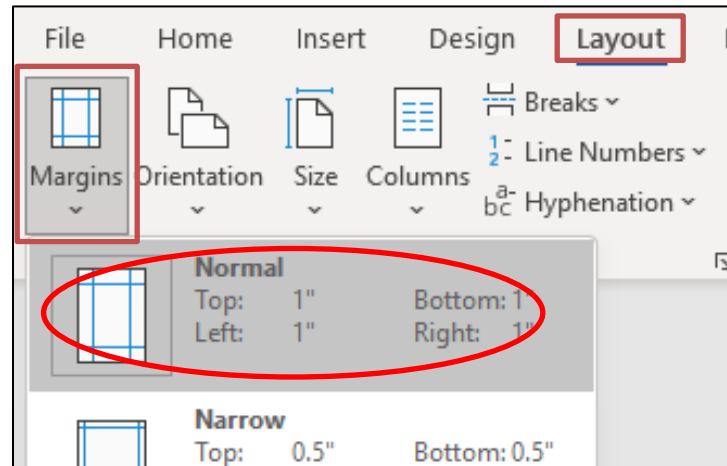 File Home Insert Design Layout
Breaks
Line Numbers
Margins Orientation Size Columns
Hyphenation
Normal
Top: 1" Bottom: 1"
Left: 1" Right: 1"
Narrow
Top: 0.5" Bottom: 0.5"